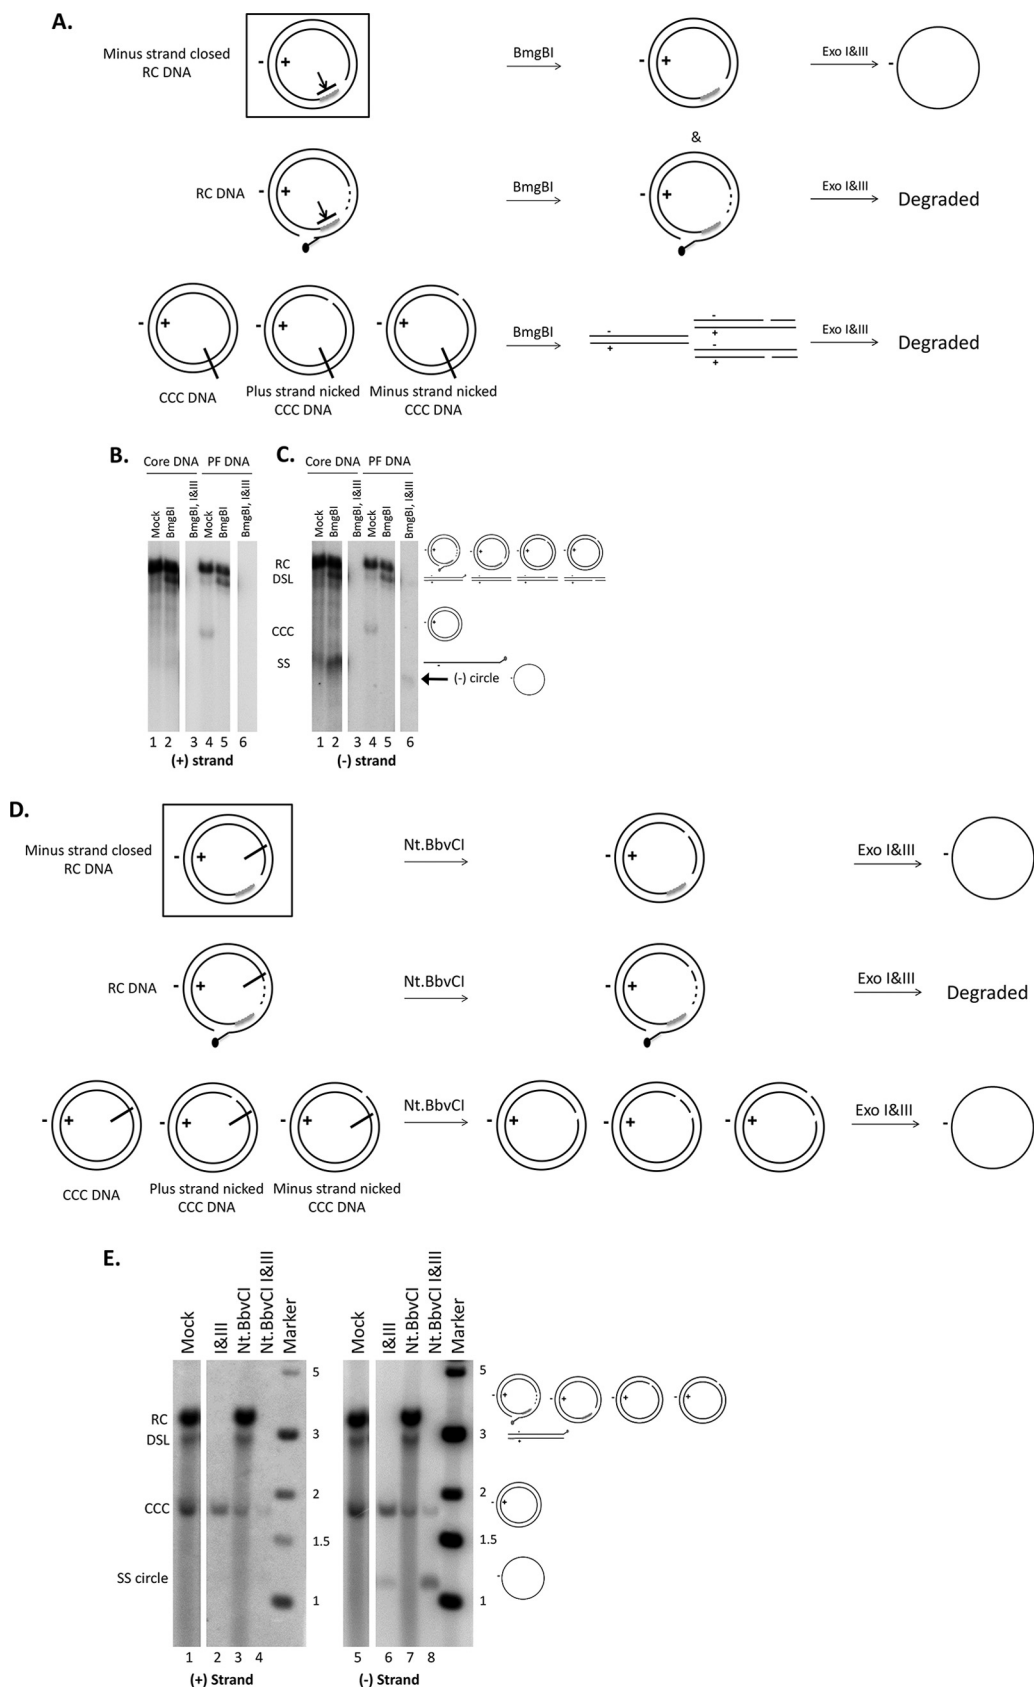 A.
Minus strand closed
RC DNA
-
+
BmgBI
-
+
Exo I&III
-
&
RC DNA
-
+
BmgBI
-
+
Exo I&III
Degraded
-
+
-
+
-
+
BmgBI
-
+
-
+
-
+
Exo I&III
Degraded
CCC DNA
Plus strand nicked
CCC DNA
Minus strand nicked
CCC DNA
B.
Core DNA
PF DNA
Mock
BmgBI
BmgBI, I&III
Mock
BmgBI
BmgBI, I&III
1 2 3 4 5 6
(+) strand
C.
Core DNA
PF DNA
Mock
BmgBI
BmgBI, I&III
Mock
BmgBI
BmgBI, I&III
RC
DSL
CCC
SS
(-) circle
1 2 3 4 5 6
(-) strand
D.
Minus strand closed
RC DNA
-
+
Nt.BbvCI
-
+
Exo I&III
-
RC DNA
-
+
Nt.BbvCI
-
+
Exo I&III
Degraded
-
+
-
+
-
+
Nt.BbvCI
-
+
-
+
-
+
Exo I&III
-
CCC DNA
Plus strand nicked
CCC DNA
Minus strand nicked
CCC DNA
E.
Mock
I&III
Nt.BbvCI
Nt.BbvCI I&III
Marker
Mock
I&III
Nt.BbvCI
Nt.BbvCI I&III
Marker
RC
DSL
CCC
SS circle
5
3
2
1.5
1
5
3
2
1.5
1
1 2 3 4
(+) Strand
5 6 7 8
(-) Strand